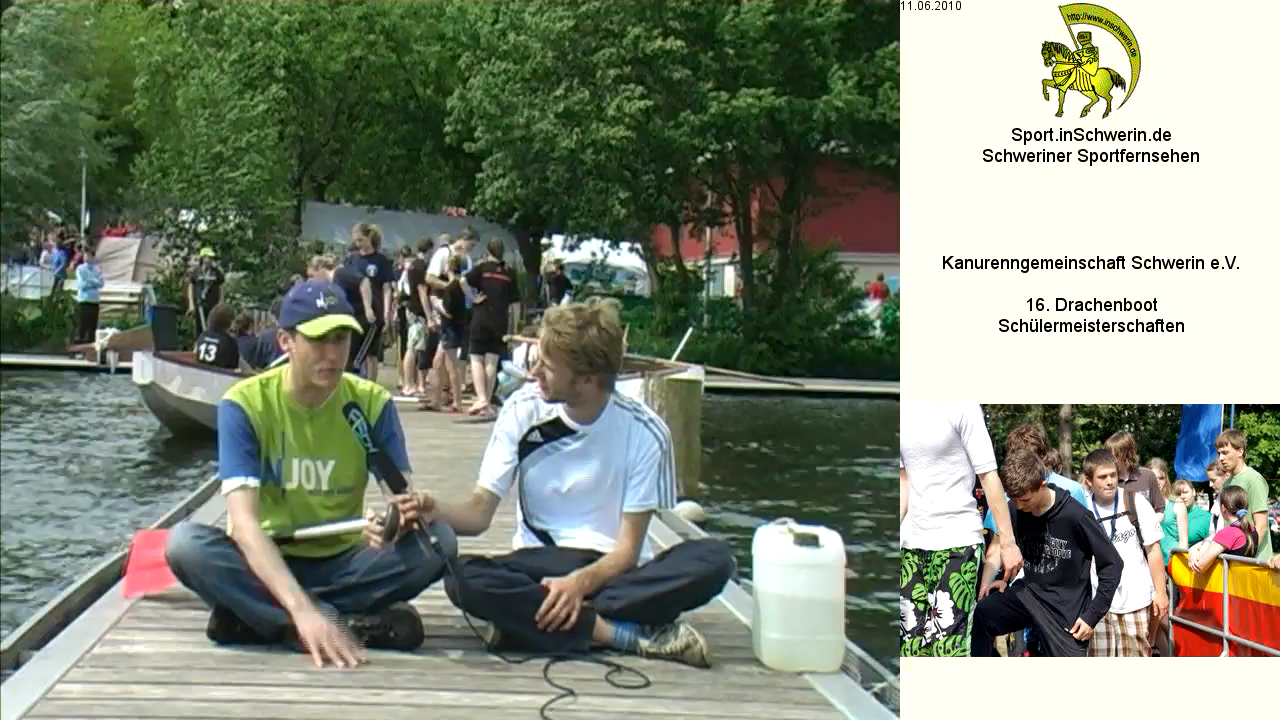 11.06.2010
http://www.inschwerin.de
Sport.inSchwerin.de
Schweriner Sportfernsehen
Kanurenngemeinschaft Schwerin e.V.
16. Drachenboot
Schülermeisterschaften
13
N JOY
adidas